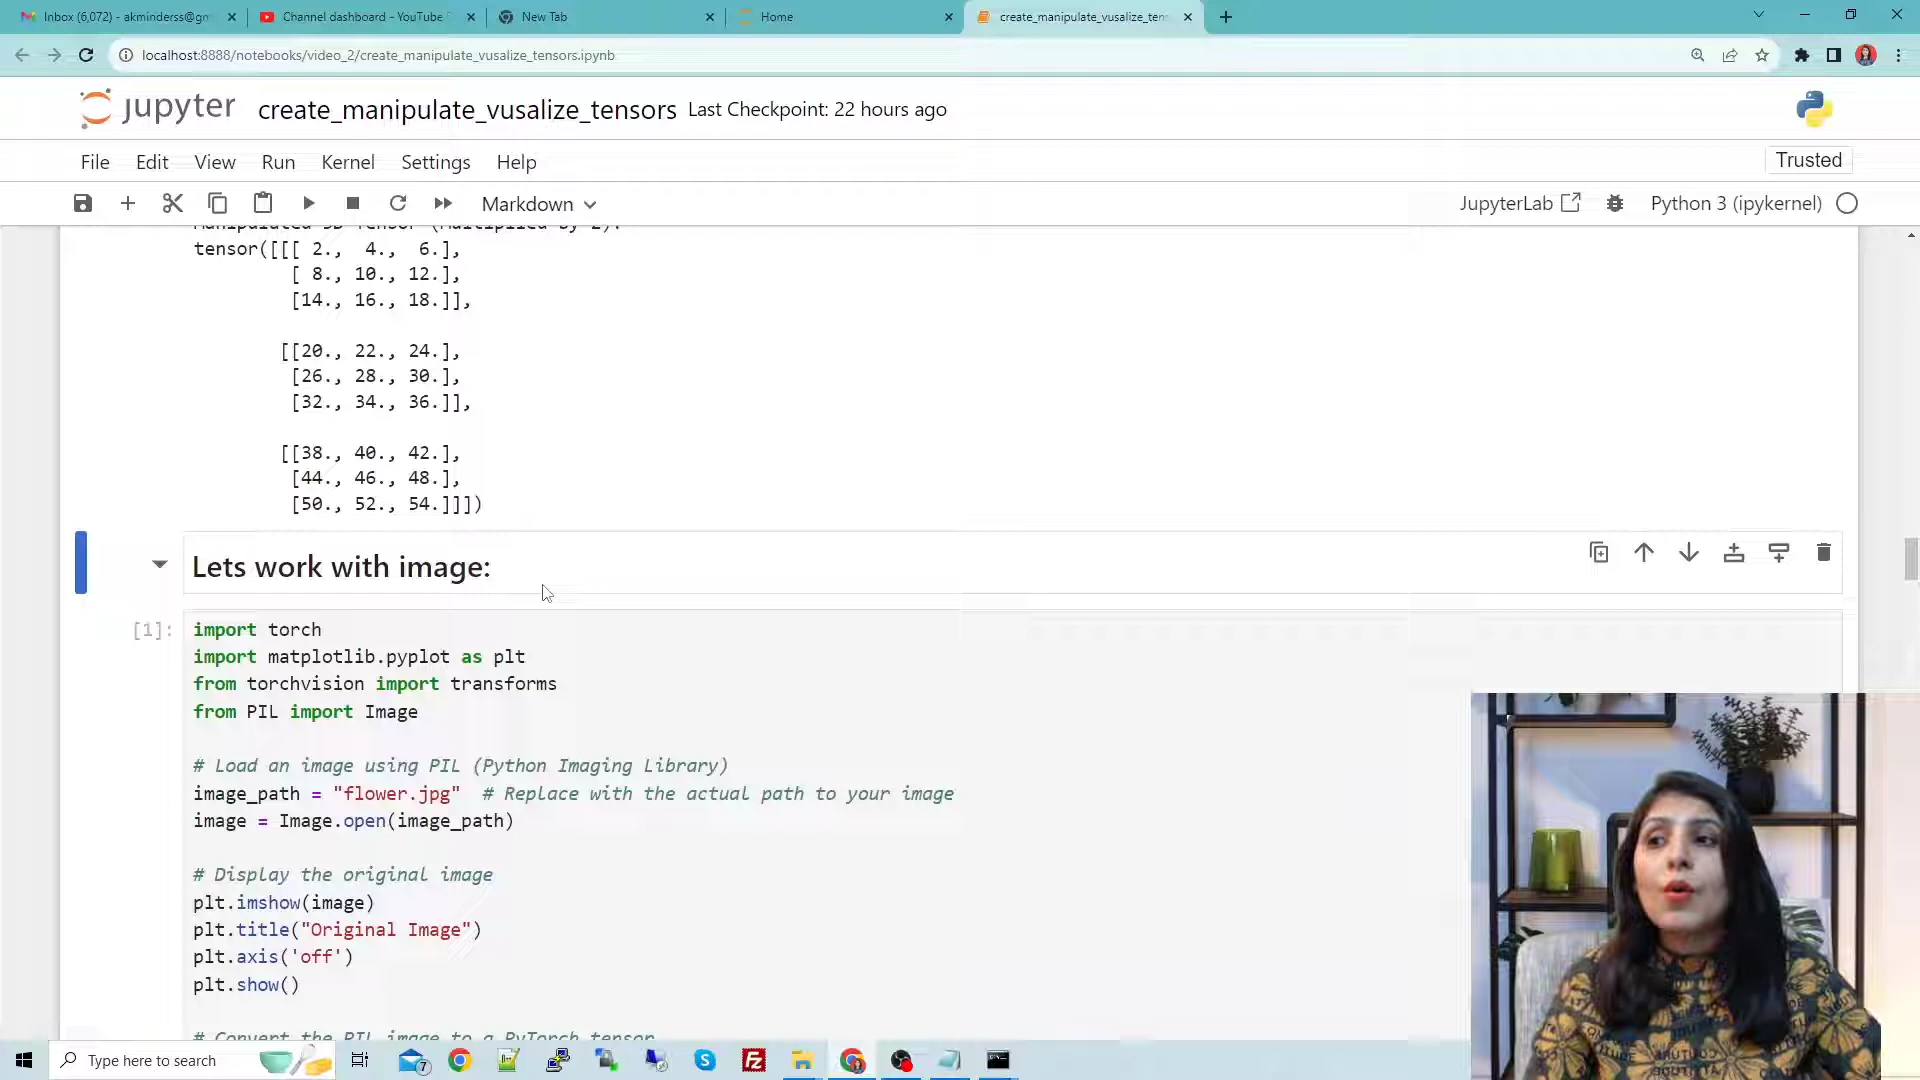 Inbox (6,072) - akminderss@gm
Channel dashboard - YouTube
New Tab
Home
create_manipulate_vusalize_tens
localhost:8888/notebooks/video_2/create_manipulate_vusalize_tensors.ipynb
jupyter create_manipulate_vusalize_tensors Last Checkpoint: 22 hours ago
File Edit View Run Kernel Settings Help
Trusted
Markdown
JupyterLab
Python 3 (ipykernel)
Manipulated 3D Tensor (Multiplied by 2):
tensor([[[ 2., 4., 6.],
[ 8., 10., 12.],
[14., 16., 18.]],
[[20., 22., 24.],
[26., 28., 30.],
[32., 34., 36.]],
[[38., 40., 42.],
[44., 46., 48.],
[50., 52., 54.]]])
Lets work with image:
[1]:
import torch
import matplotlib.pyplot as plt
from torchvision import transforms
from PIL import Image
# Load an image using PIL (Python Imaging Library)
image_path = "flower.jpg" # Replace with the actual path to your image
image = Image.open(image_path)
# Display the original image
plt.imshow(image)
plt.title("Original Image")
plt.axis('off')
plt.show()
# Convert the PIL image to a PyTorch tensor
Type here to search
7